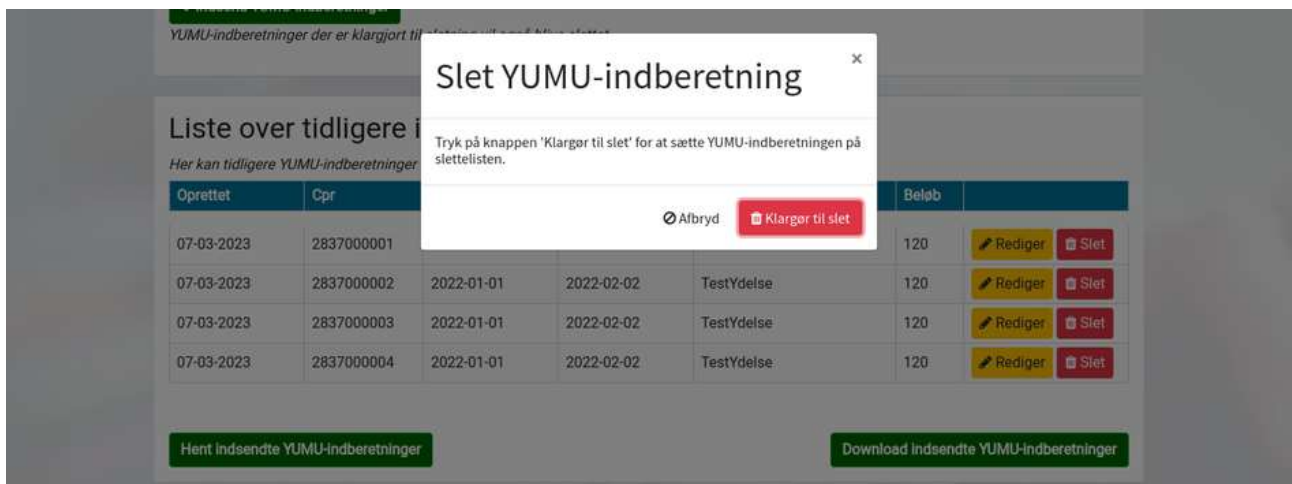 YUMU-indberetninger der er klargjort til
Slet YUMU-indberetning
×
Liste over tidligere i
Tryk på knappen 'Klargør til slet' for at sætte YUMU-indberetningen på
slettelisten.
Her kan tidligere YUMU-indberetninger
Oprettet Cpr Beløb
Afbryd Klargør til slet
07-03-2023 2837000001 120 Rediger Slet
07-03-2023 2837000002 2022-01-01 2022-02-02 TestYdelse 120 Rediger Slet
07-03-2023 2837000003 2022-01-01 2022-02-02 TestYdelse 120 Rediger Slet
07-03-2023 2837000004 2022-01-01 2022-02-02 TestYdelse 120 Rediger Slet
Hent indsendte YUMU-indberetninger Download indsendte YUMU-indberetninger